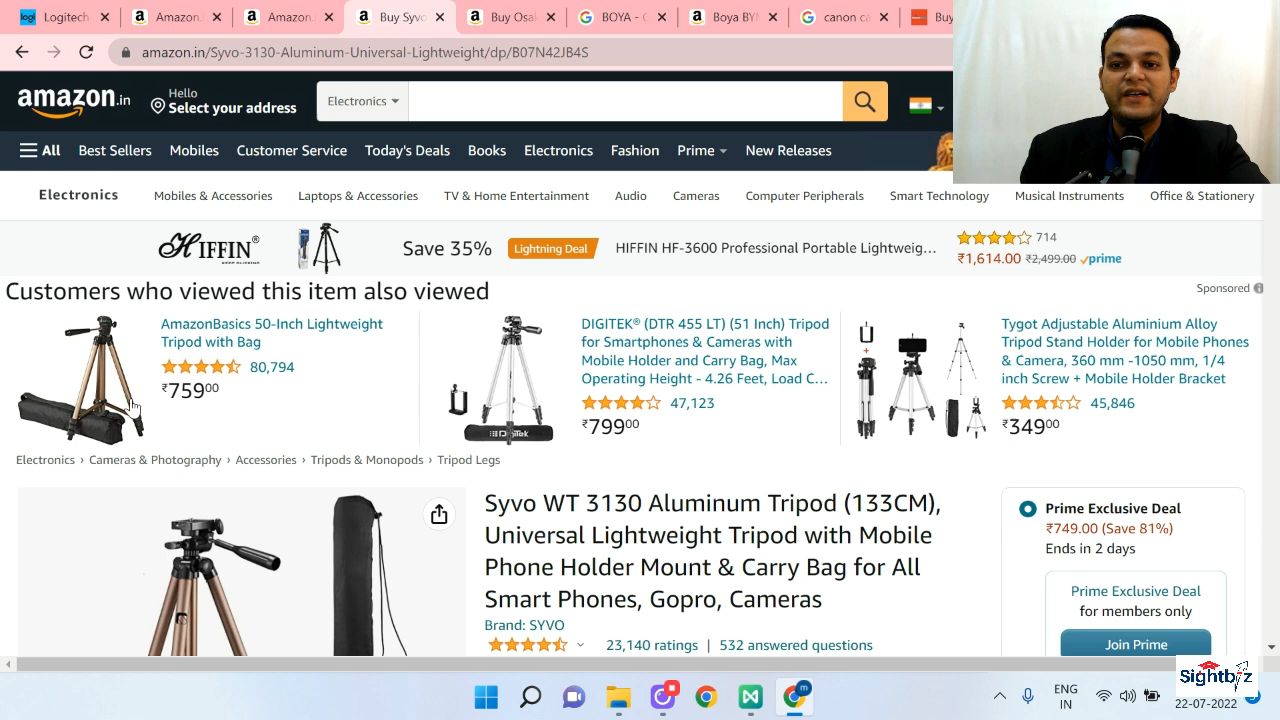 Logitech
Amazon
Amazon
Buy Syvo
Buy Osa
BOYA - G
Boya BY
canon ca
Buy
amazon.in/Syvo-3130-Aluminum-Universal-Lightweight/dp/B07N42JB4S
amazon.in
Hello
Select your address
Electronics
All
Best Sellers
Mobiles
Customer Service
Today's Deals
Books
Electronics
Fashion
Prime
New Releases
Electronics
Mobiles & Accessories
Laptops & Accessories
TV & Home Entertainment
Audio
Cameras
Computer Peripherals
Smart Technology
Musical Instruments
Office & Stationery
HIFFIN®
Save 35%
Lightning Deal
HIFFIN HF-3600 Professional Portable Lightweig...
714
₹1,614.00 ₹2,499.00 prime
Customers who viewed this item also viewed
Sponsored
AmazonBasics 50-Inch Lightweight
Tripod with Bag
80,794
₹759⁰⁰
DIGITEK® (DTR 455 LT) (51 Inch) Tripod
for Smartphones & Cameras with
Mobile Holder and Carry Bag, Max
Operating Height - 4.26 Feet, Load C...
47,123
₹799⁰⁰
Tygot Adjustable Aluminium Alloy
Tripod Stand Holder for Mobile Phones
& Camera, 360 mm -1050 mm, 1/4
inch Screw + Mobile Holder Bracket
45,846
₹349⁰⁰
Electronics › Cameras & Photography › Accessories › Tripods & Monopods › Tripod Legs
Syvo WT 3130 Aluminum Tripod (133CM),
Universal Lightweight Tripod with Mobile
Phone Holder Mount & Carry Bag for All
Smart Phones, Gopro, Cameras
Brand: SYVO
23,140 ratings | 532 answered questions
Prime Exclusive Deal
₹749.00 (Save 81%)
Ends in 2 days
Prime Exclusive Deal
for members only
Join Prime
ENG
IN
Sightbiz
22-07-2022